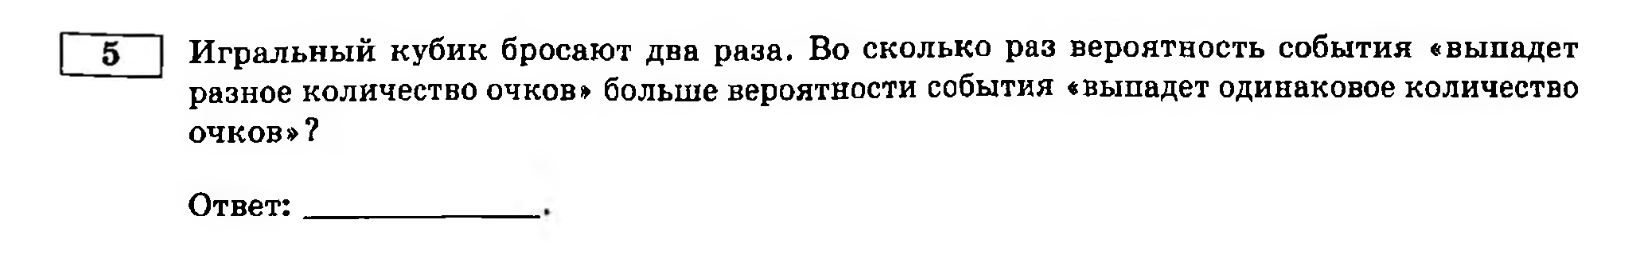 5 Игральный кубик бросают два раза. Во сколько раз вероятность события «выпадет
разное количество очков» больше вероятности события «выпадет одинаковое количество
очков»?
Ответ: ____________.